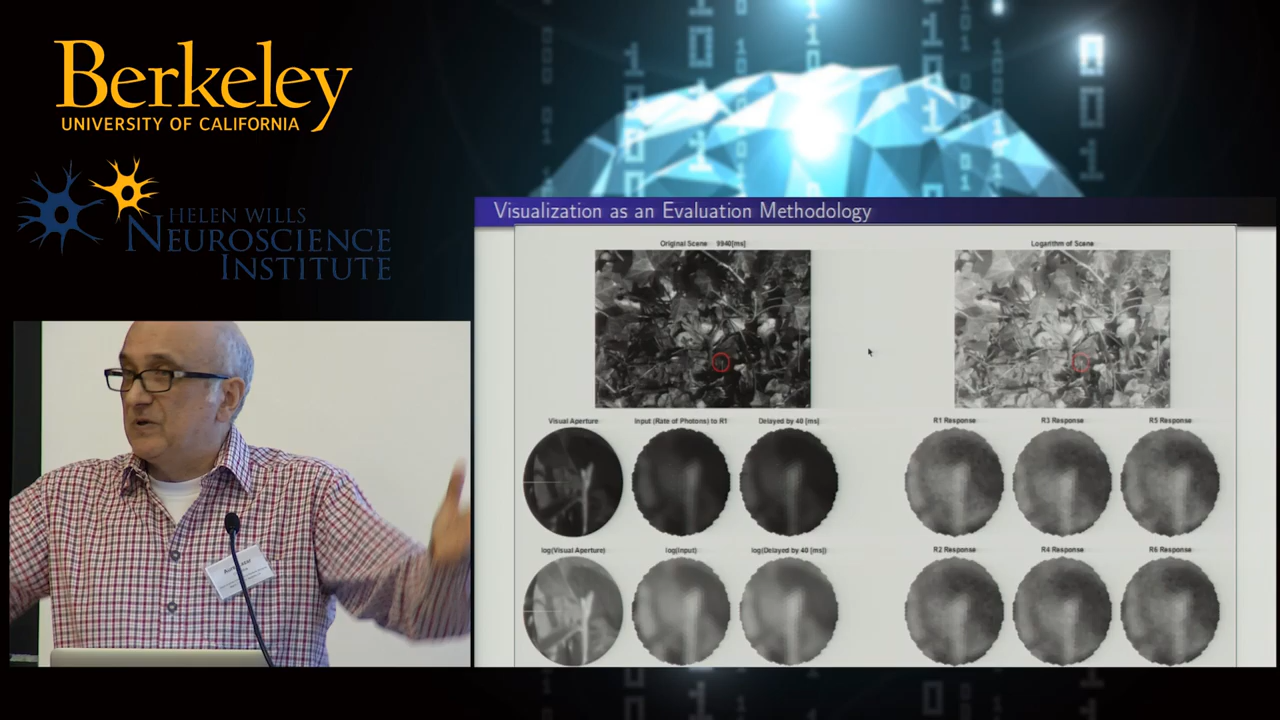 Berkeley
UNIVERSITY OF CALIFORNIA
HELEN WILLS
NEUROSCIENCE
INSTITUTE
Visualization as an Evaluation Methodology
Original Scene 9940[ms]
Logarithm of Scene
Visual Aperture
Input (Rate of Photons) to R1
Delayed by 40 [ms]
R1 Response
R3 Response
R5 Response
log(Visual Aperture)
log(Input)
log(Delayed by 40 [ms])
R2 Response
R4 Response
R6 Response